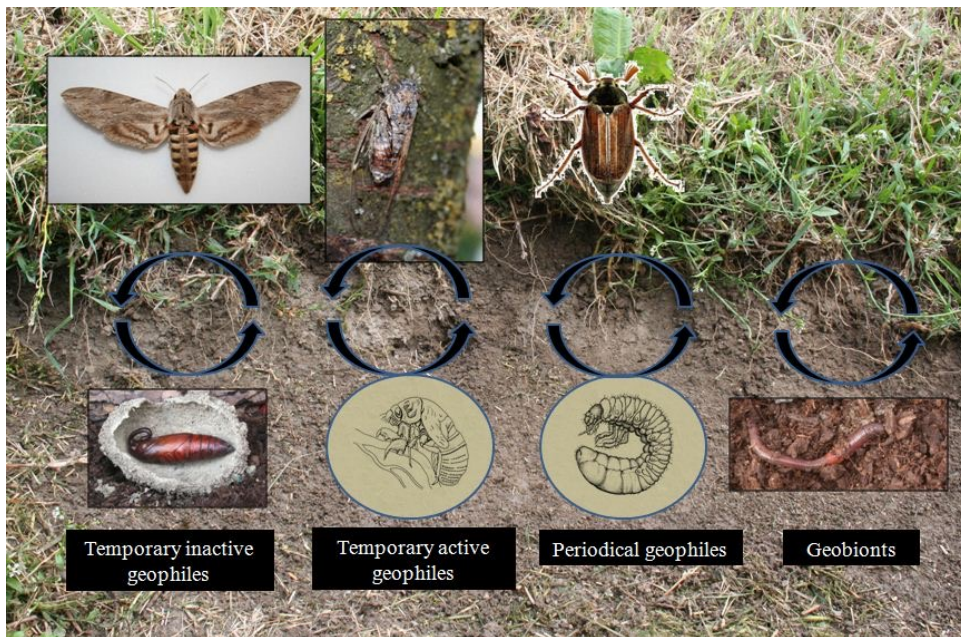 Temporary inactive
geophiles
Temporary active
geophiles
Periodical geophiles
Geobionts